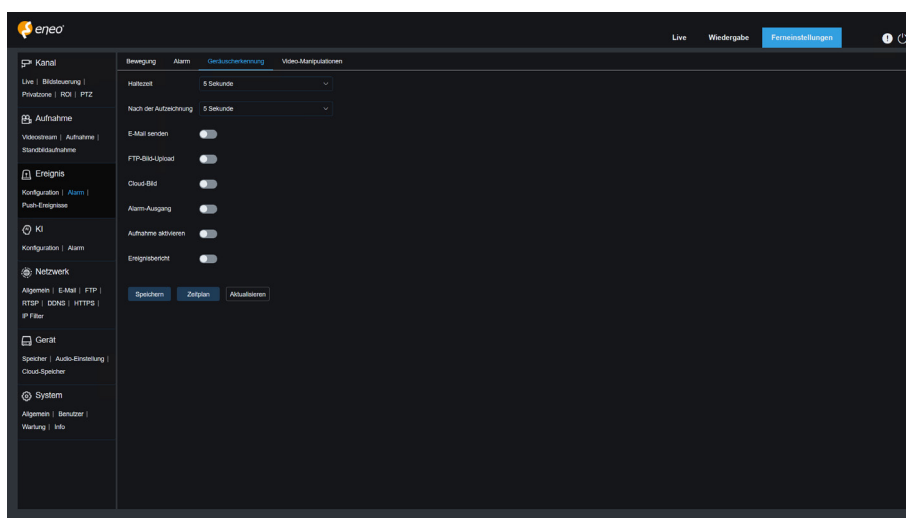 eneo
Live Wiedergabe Ferneinstellungen
Kanal
Live | Bildsteuerung |
Privatzone | ROI | PTZ
Aufnahme
Videostream | Aufnahme |
Standbildaufnahme
Ereignis
Konfiguration | Alarm |
Push-Ereignisse
KI
Konfiguration | Alarm
Netzwerk
Allgemein | E-Mail | FTP |
RTSP | DDNS | HTTPS |
IP Filter
Gerät
Speicher | Audio-Einstellung |
Cloud-Speicher
System
Allgemein | Benutzer |
Wartung | Info
Bewegung Alarm Geräuscherkennung Video-Manipulationen
Haltezeit 5 Sekunde
Nach der Aufzeichnung 5 Sekunde
E-Mail senden
FTP-Bild-Upload
Cloud-Bild
Alarm-Ausgang
Aufnahme aktivieren
Ereignisbericht
Speichern Zeitplan Aktualisieren